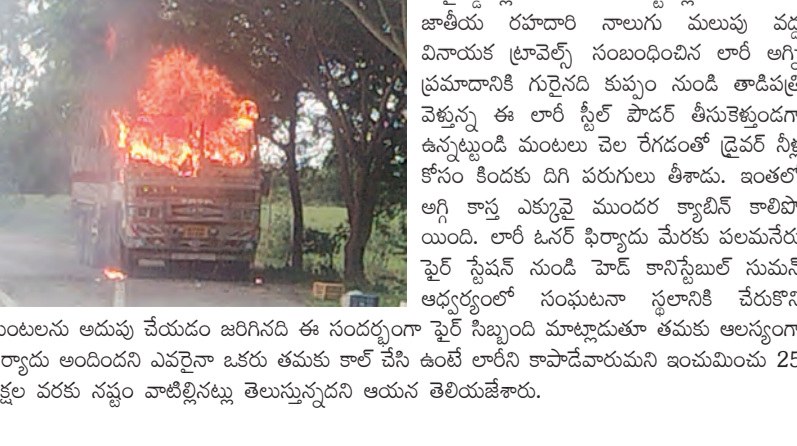 జాతీయ రహదారి నాలుగు మలుపు వద్ద
వినాయక ట్రావెల్స్ సంబంధించిన లారీ అగ్ని
ప్రమాదానికి గురైనది కుప్పం నుండి తాడిపత్రి
వెళ్తున్న ఈ లారీ స్టీల్ పౌడర్ తీసుకెళ్తుండగా
ఉన్నట్టుండి మంటలు చెల రేగడంతో డ్రైవర్ నీళ్ల
కోసం కిందకు దిగి పరుగులు తీశాడు. ఇంతలో
అగ్ని కాస్త ఎక్కువై ముందర క్యాబిన్ కాలిపో
యింది. లారీ ఓనర్ ఫిర్యాదు మేరకు పలమనేరు
ఫైర్ స్టేషన్ నుండి హెడ్ కానిస్టేబుల్ సుమన్
ఆధ్వర్యంలో సంఘటనా స్థలానికి చేరుకొని
మంటలను అదుపు చేయడం జరిగినది ఈ సందర్భంగా ఫైర్ సిబ్బంది మాట్లాడుతూ తమకు ఆలస్యంగా
ర్యాదు అందిందని ఎవరైనా ఒకరు తమకు కాల్ చేసి ఉంటే లారీని కాపాడేవారుమని ఇంచుమించు 25
క్షల వరకు నష్టం వాటిల్లినట్లు తెలుస్తున్నదని ఆయన తెలియజేశారు.